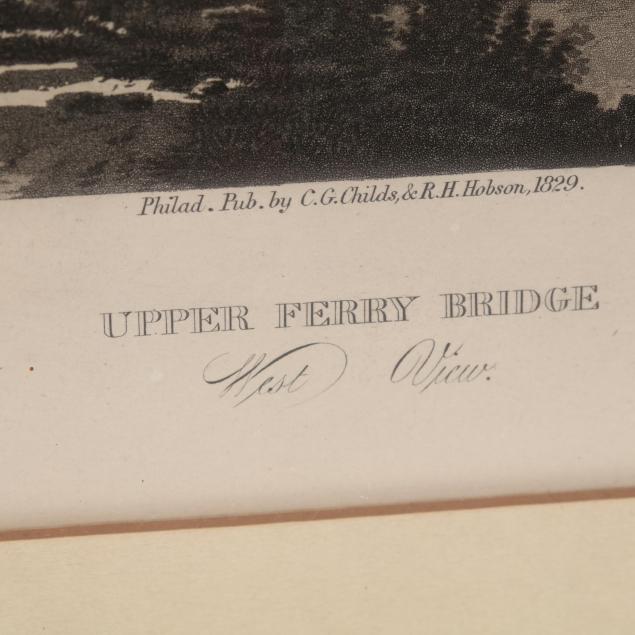 Philad. Pub. by C.G.Childs, & R.H.Hobson, 1829.
UPPER FERRY BRIDGE
West View.